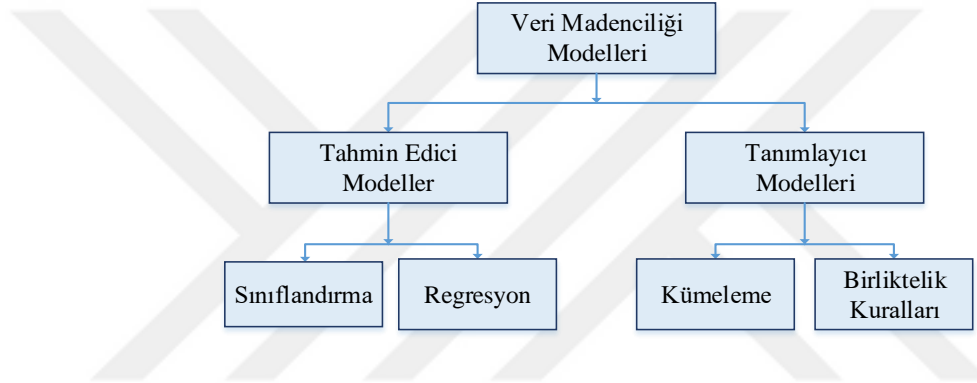 Veri Madenciliği
Modelleri
Tahmin Edici
Modeller
Tanımlayıcı
Modelleri
Sınıflandırma
Regresyon
Kümeleme
Birliktelik
Kuralları